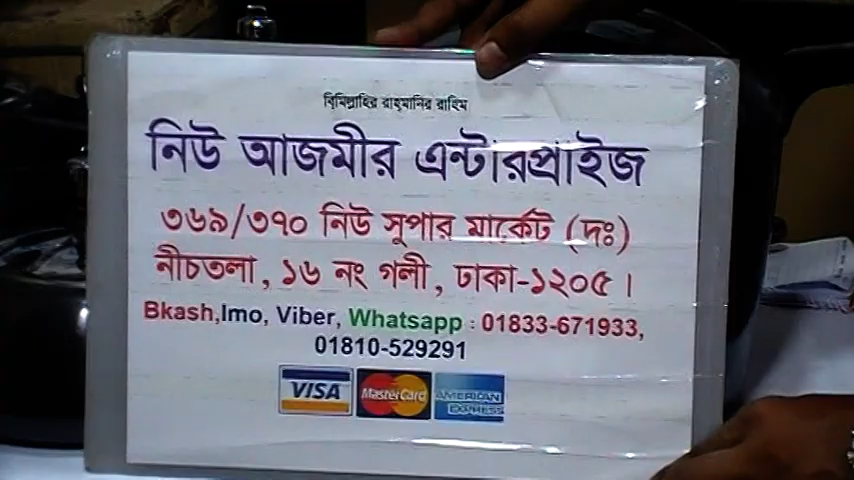 বিসমিল্লাহির রাহমানির রাহিম
নিউ আজমীর এন্টারপ্রাইজ
৩৬৯/৩৭০ নিউ সুপার মার্কেট (দঃ)
নীচতলা, ১৬ নং গলী, ঢাকা-১২০৫।
Bkash,Imo, Viber, Whatsapp : 01833-671933,
01810-529291
VISA MasterCard AMERICAN EXPRESS